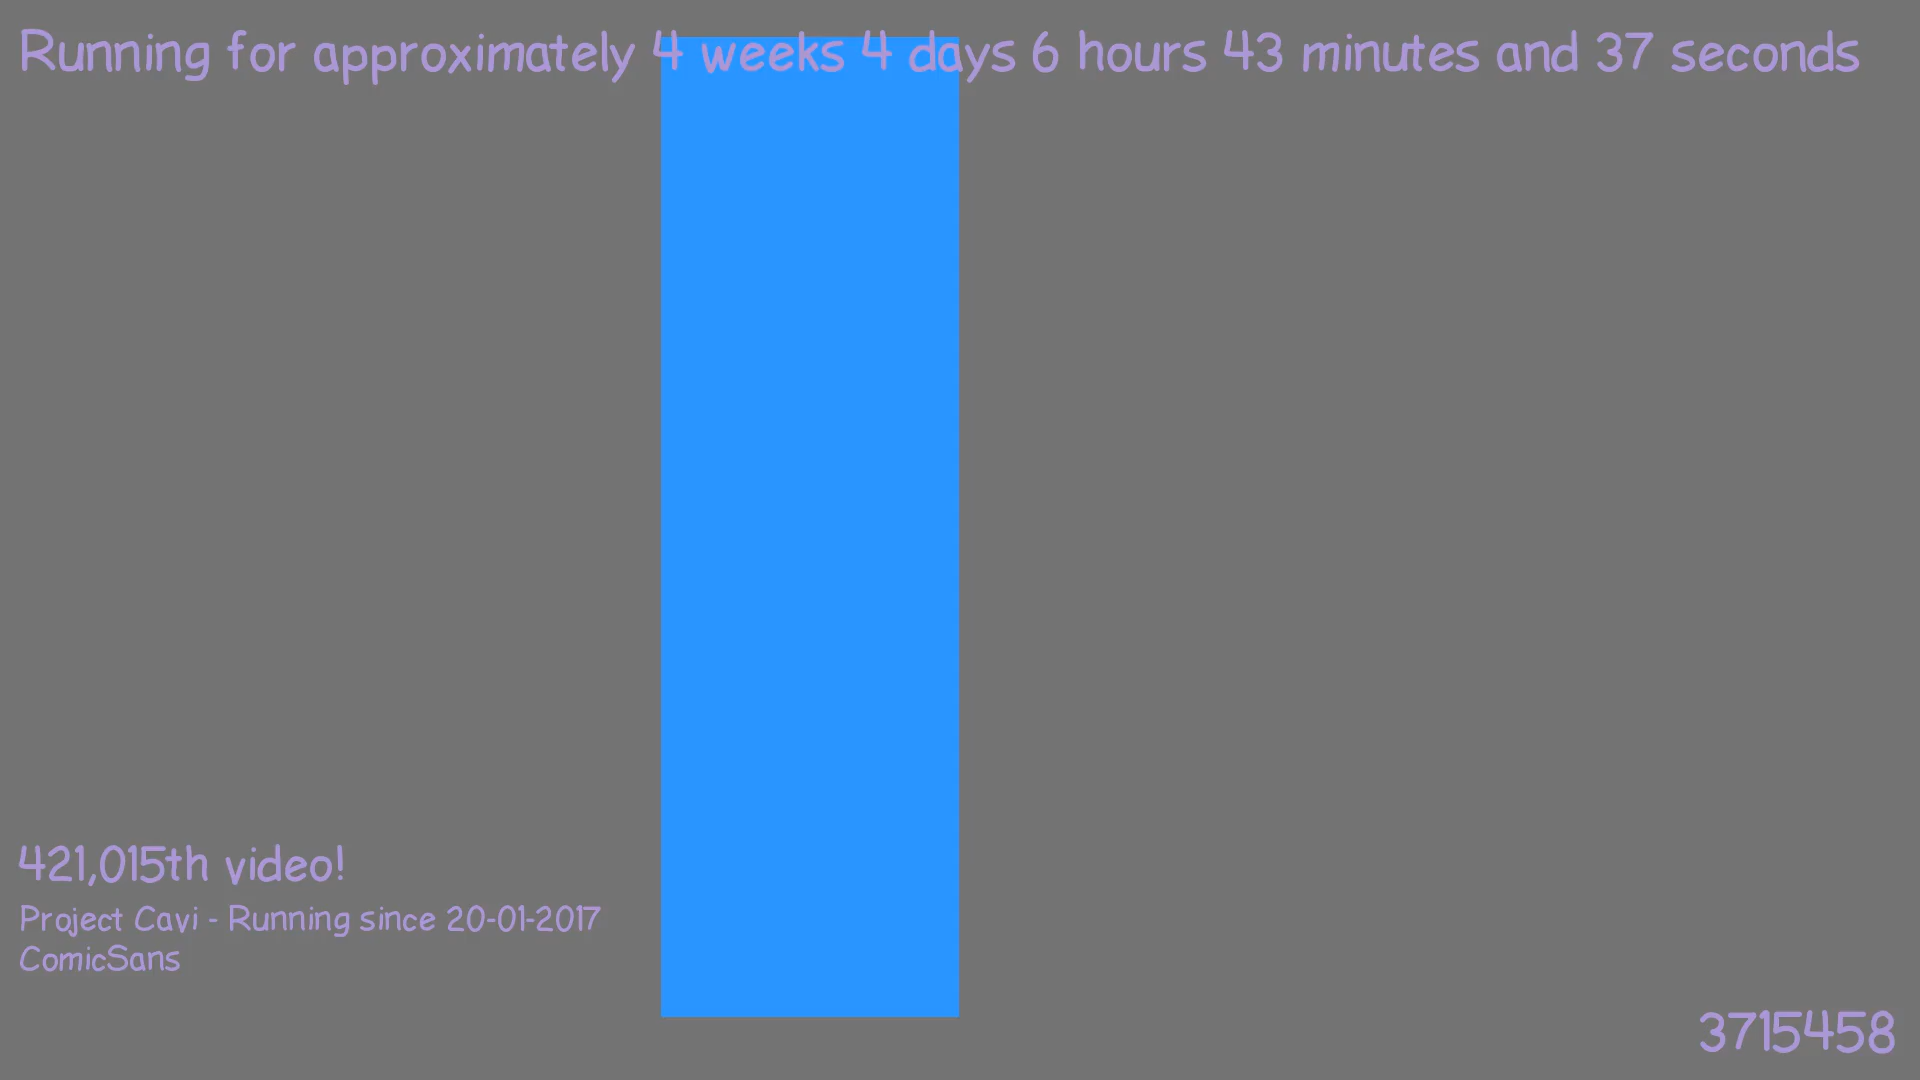 Running for approximately 4 weeks 4 days 6 hours 43 minutes and 37 seconds
421,015th video!
Project Cavi - Running since 20-01-2017
ComicSans
3715458